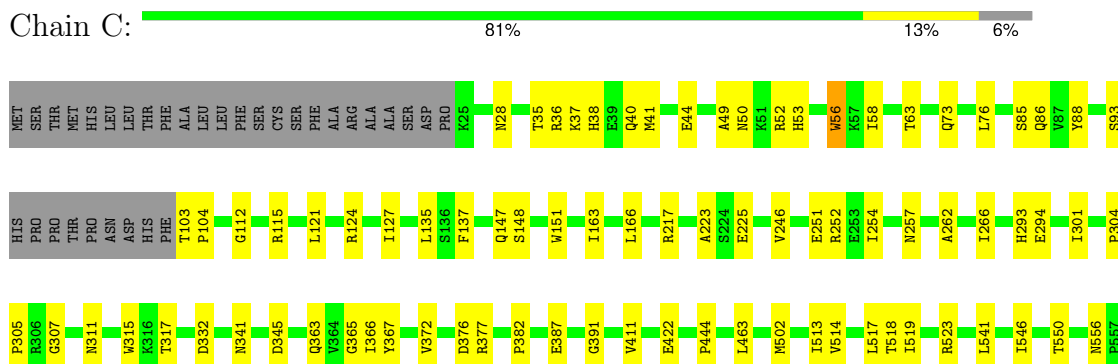 Chain C:
81% 13% 6%
MET SER THR MET HIS LEU LEU THR PHE ALA LEU LEU PHE SER CYS SER PHE ALA ARG ALA ALA SER ASP PRO K25 N28 T35 R36 K37 H38 E39 Q40 M41 E44 A49 N50 K51 R52 H53 W56 K57 I58 T63 Q73 L76 S85 Q86 V87 Y88 S93
HIS PRO PRO THR PRO ASN ASP HIS PHE T103 P104 G112 R115 L121 R124 I127 L135 S136 F137 Q147 S148 W151 I163 L166 R217 A223 S224 E225 V246 E251 R252 E253 I254 N257 A262 I266 H293 E294 I301 P304
P305 R306 G307 N311 W315 K316 T317 D332 N341 D345 Q363 V364 G365 I366 Y367 V372 D376 R377 P382 E387 G391 V411 E422 P444 L463 M502 I513 V514 L517 T518 I519 R523 L541 I546 T550 N556 P557